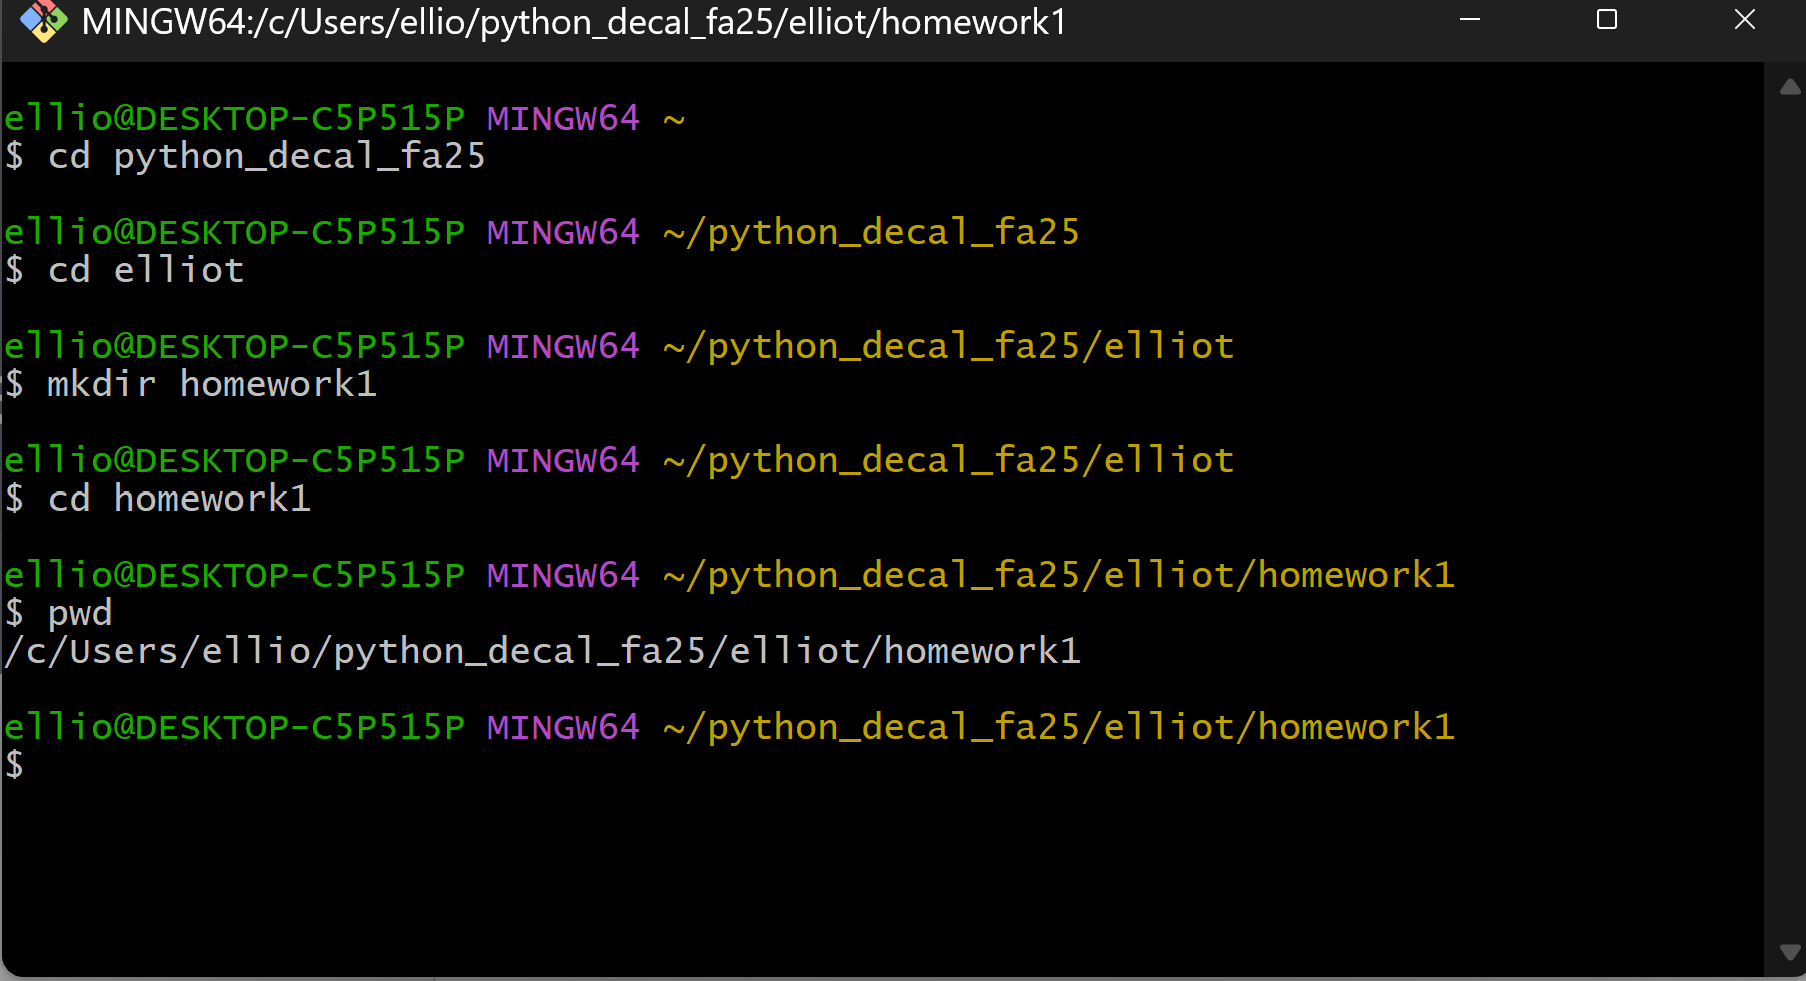 MINGW64:/c/Users/ellio/python_decal_fa25/elliot/homework1
ellio@DESKTOP-C5P515P MINGW64 ~
$ cd python_decal_fa25
ellio@DESKTOP-C5P515P MINGW64 ~/python_decal_fa25
$ cd elliot
ellio@DESKTOP-C5P515P MINGW64 ~/python_decal_fa25/elliot
$ mkdir homework1
ellio@DESKTOP-C5P515P MINGW64 ~/python_decal_fa25/elliot
$ cd homework1
ellio@DESKTOP-C5P515P MINGW64 ~/python_decal_fa25/elliot/homework1
$ pwd
/c/Users/ellio/python_decal_fa25/elliot/homework1
ellio@DESKTOP-C5P515P MINGW64 ~/python_decal_fa25/elliot/homework1
$